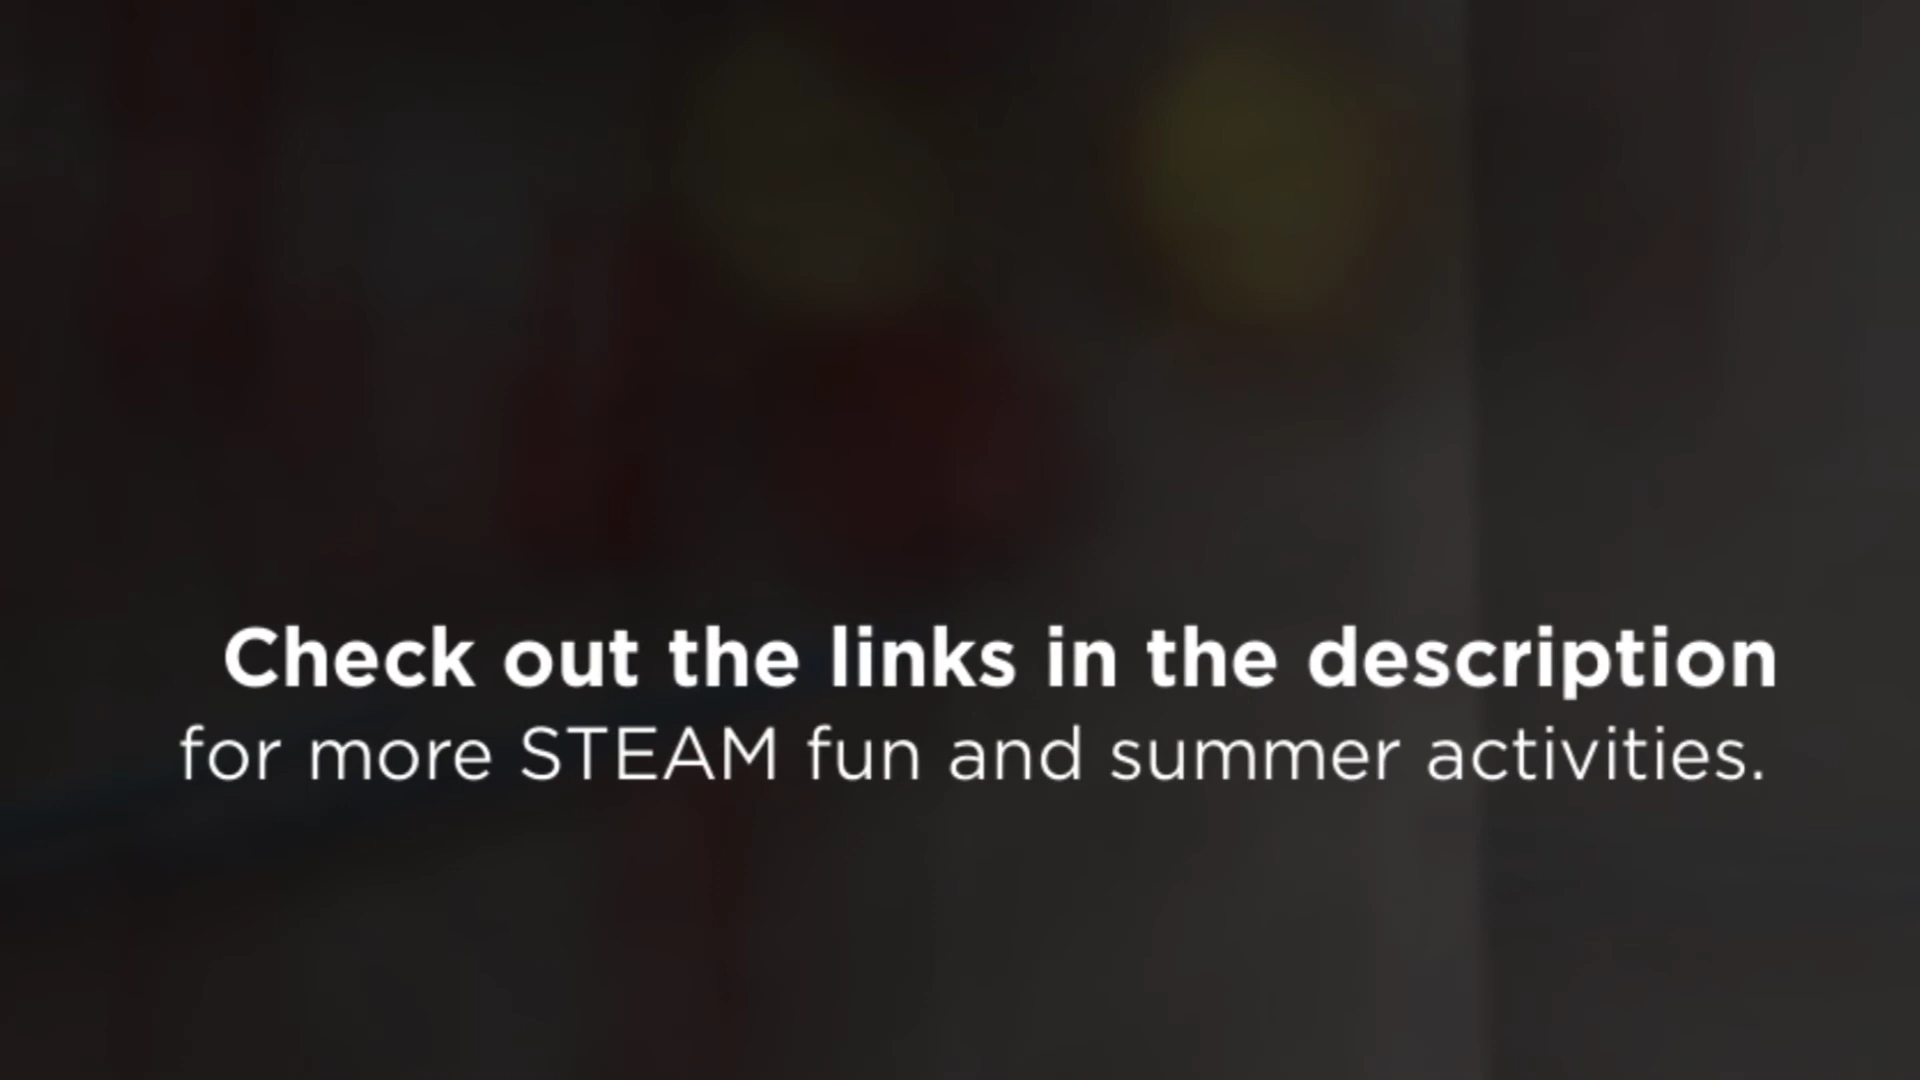 Check out the links in the description
for more STEAM fun and summer activities.